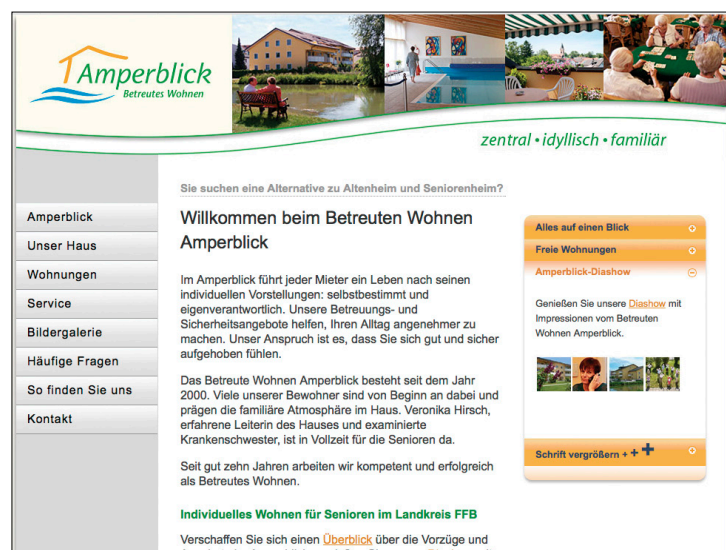 Amperblick
Betreutes Wohnen
zentral • idyllisch • familiär
Amperblick
Unser Haus
Wohnungen
Service
Bildergalerie
Häufige Fragen
So finden Sie uns
Kontakt
Sie suchen eine Alternative zu Altenheim und Seniorenheim?
Willkommen beim Betreuten Wohnen
Amperblick
Im Amperblick führt jeder Mieter ein Leben nach seinen
individuellen Vorstellungen: selbstbestimmt und
eigenverantwortlich. Unsere Betreuungs- und
Sicherheitsangebote helfen, Ihren Alltag angenehmer zu
machen. Unser Anspruch ist es, dass Sie sich gut und sicher
aufgehoben fühlen.
Das Betreute Wohnen Amperblick besteht seit dem Jahr
2000. Viele unserer Bewohner sind von Beginn an dabei und
prägen die familiäre Atmosphäre im Haus. Veronika Hirsch,
erfahrene Leiterin des Hauses und examinierte
Krankenschwester, ist in Vollzeit für die Senioren da.
Seit gut zehn Jahren arbeiten wir kompetent und erfolgreich
als Betreutes Wohnen.
Individuelles Wohnen für Senioren im Landkreis FFB
Verschaffen Sie sich einen Überblick über die Vorzüge und
Alles auf einen Blick
Freie Wohnungen
Amperblick-Diashow
Genießen Sie unsere Diashow mit
Impressionen vom Betreuten
Wohnen Amperblick.
Schrift vergrößern + + +